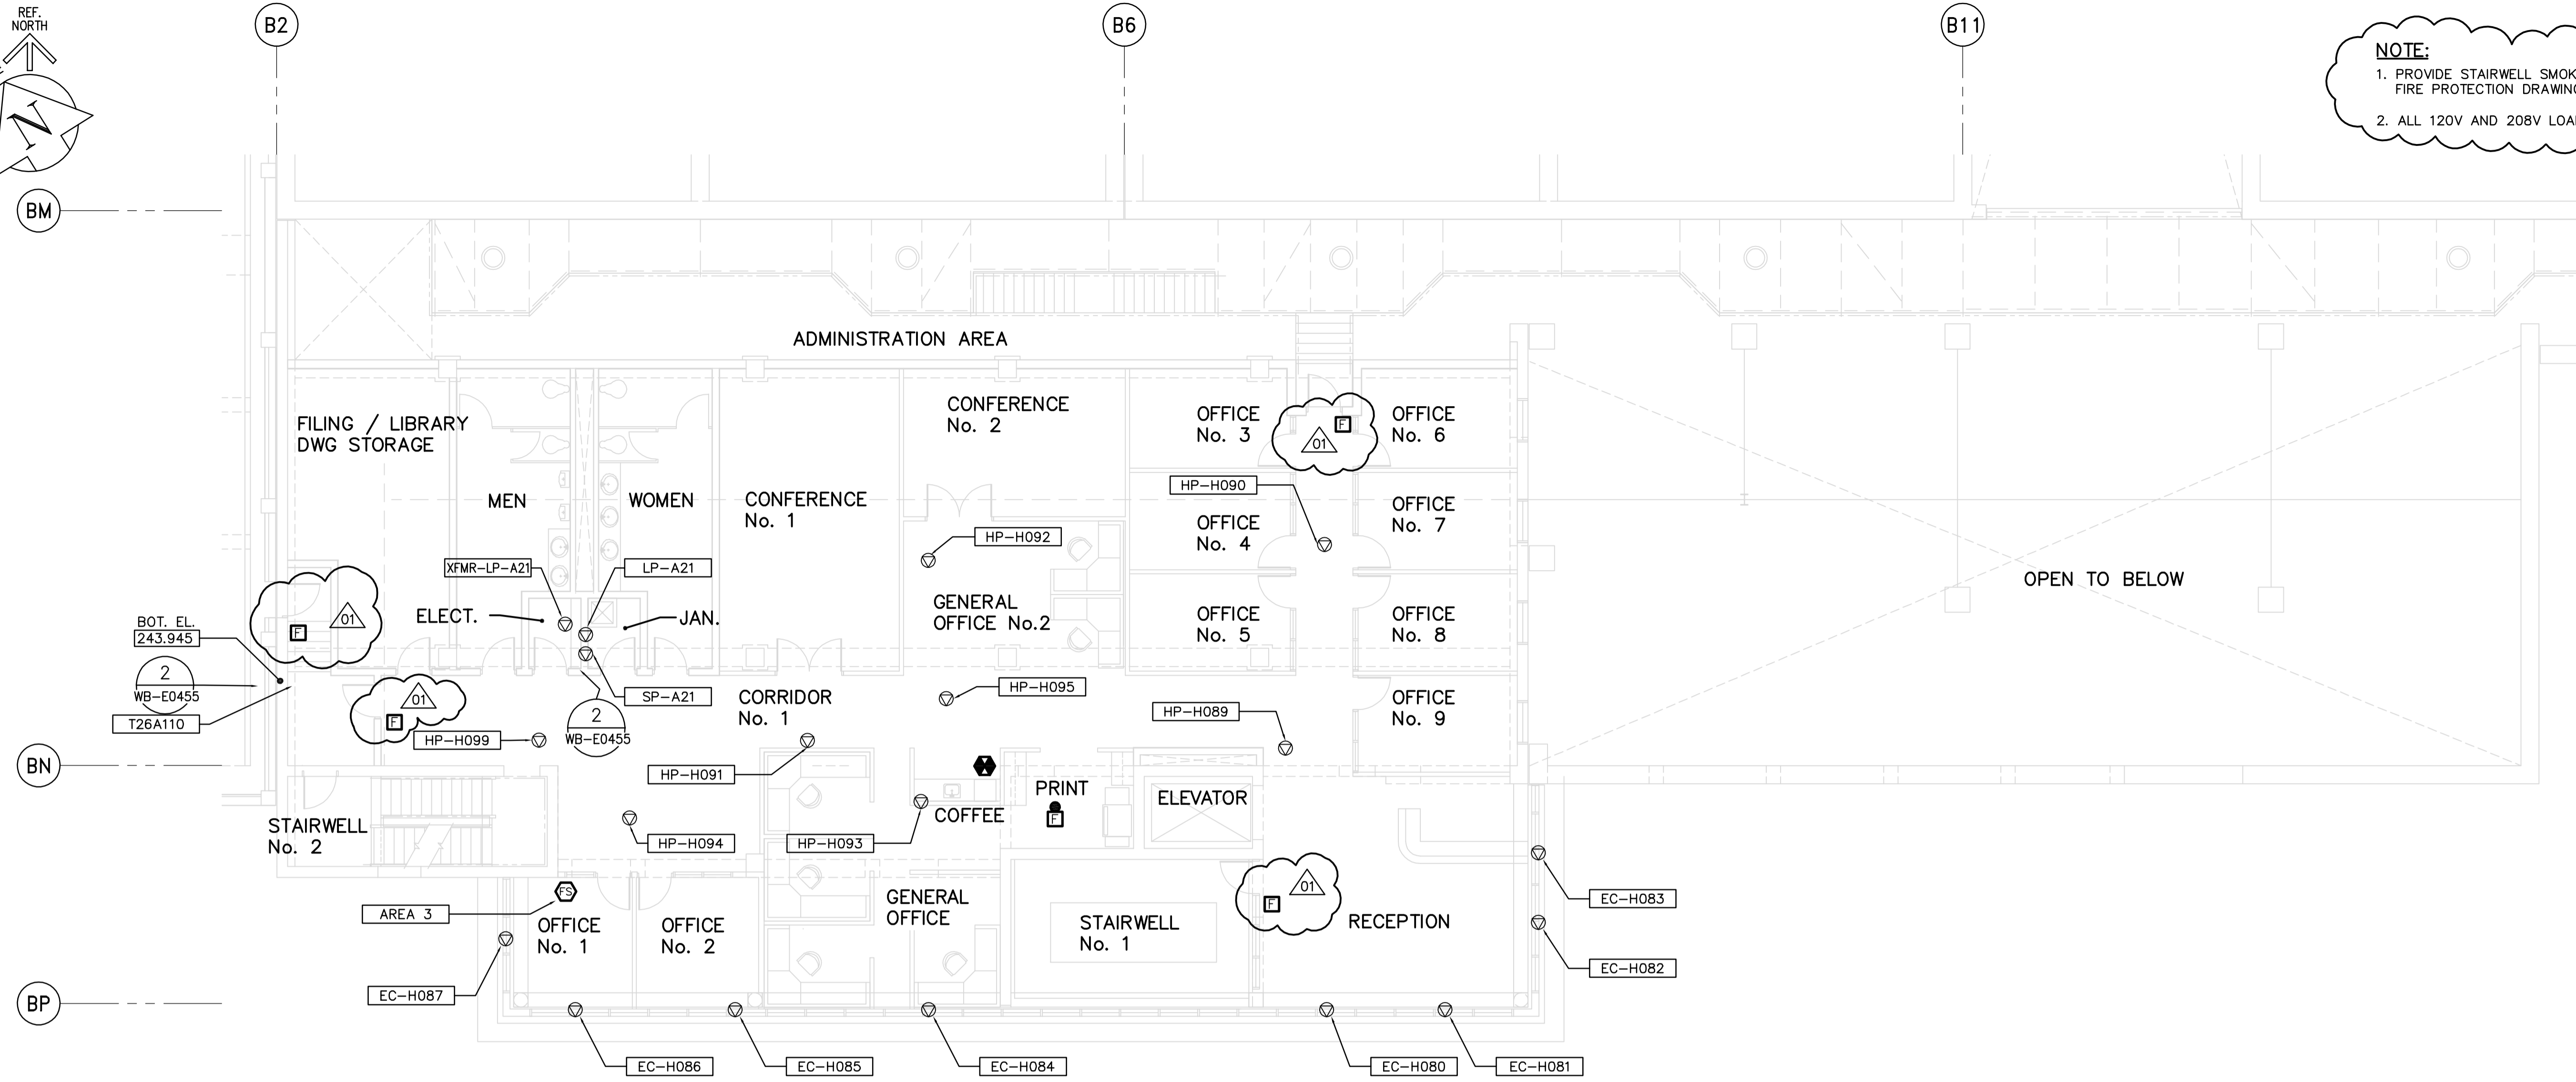 REF.
NORTH
N
B2
B6
B11
NOTE:
1. PROVIDE STAIRWELL
FIRE PROTECTION
2. ALL 120V AND 208V
BM
ADMINISTRATION AREA
FILING / LIBRARY
DWG STORAGE
MEN
WOMEN
CONFERENCE
No. 1
CONFERENCE
No. 2
OFFICE
No. 3
F
01
OFFICE
No. 6
HP-H090
OFFICE
No. 4
OFFICE
No. 7
HP-H092
XFMR-LP-A21
LP-A21
OPEN TO BELOW
ELECT.
JAN.
GENERAL
OFFICE No.2
OFFICE
No. 5
OFFICE
No. 8
01
F
BOT. EL.
243.945
2
WB-E0455
T26A110
01
F
HP-H099
SP-A21
2
WB-E0455
CORRIDOR
No. 1
HP-H095
HP-H089
OFFICE
No. 9
BN
HP-H091
PRINT
F
ELEVATOR
COFFEE
STAIRWELL
No. 2
HP-H094
HP-H093
FS
AREA 3
OFFICE
No. 1
OFFICE
No. 2
GENERAL
OFFICE
STAIRWELL
No. 1
01
F
RECEPTION
EC-H083
EC-H082
EC-H087
BP
EC-H086
EC-H085
EC-H084
EC-H080
EC-H081